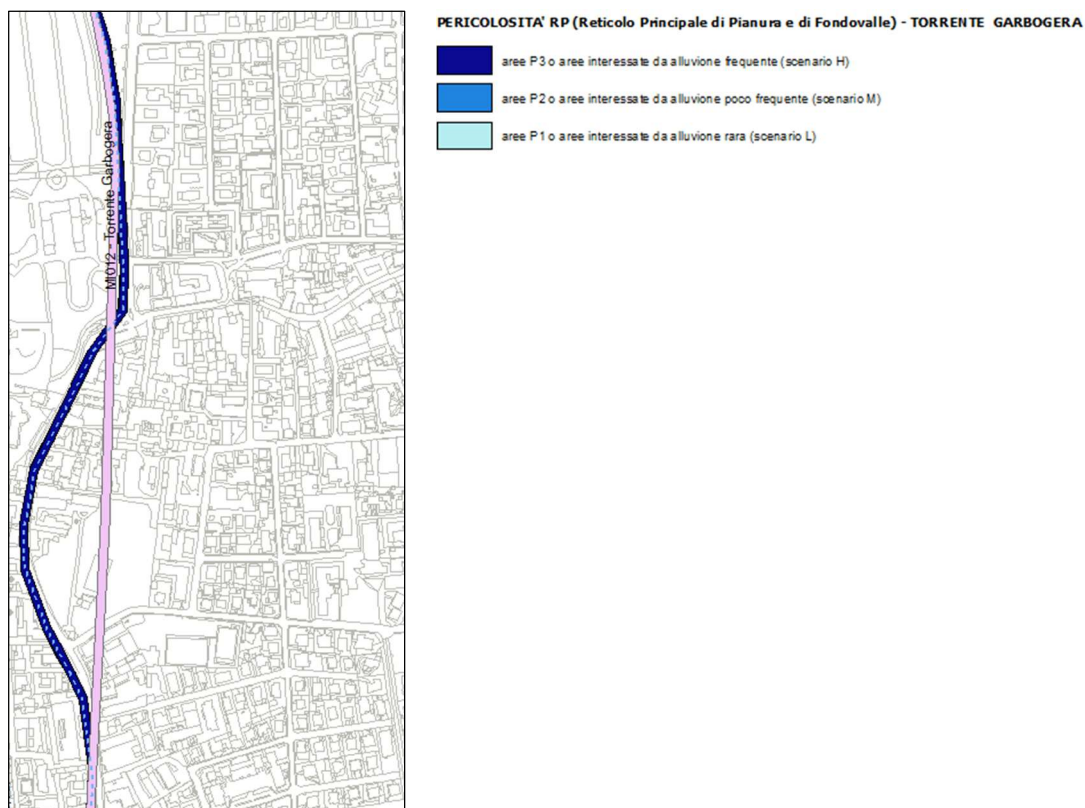 PERICOLOSITA' RP (Reticolo Principale di Pianura e di Fondovalle) - TORRENTE GARBOGERA
aree P3 o aree interessate da alluvione frequente (scenario H)
aree P2 o aree interessate da alluvione poco frequente (scenario M)
aree P1 o aree interessate da alluvione rara (scenario L)
MI012 - Torrente Garbogera